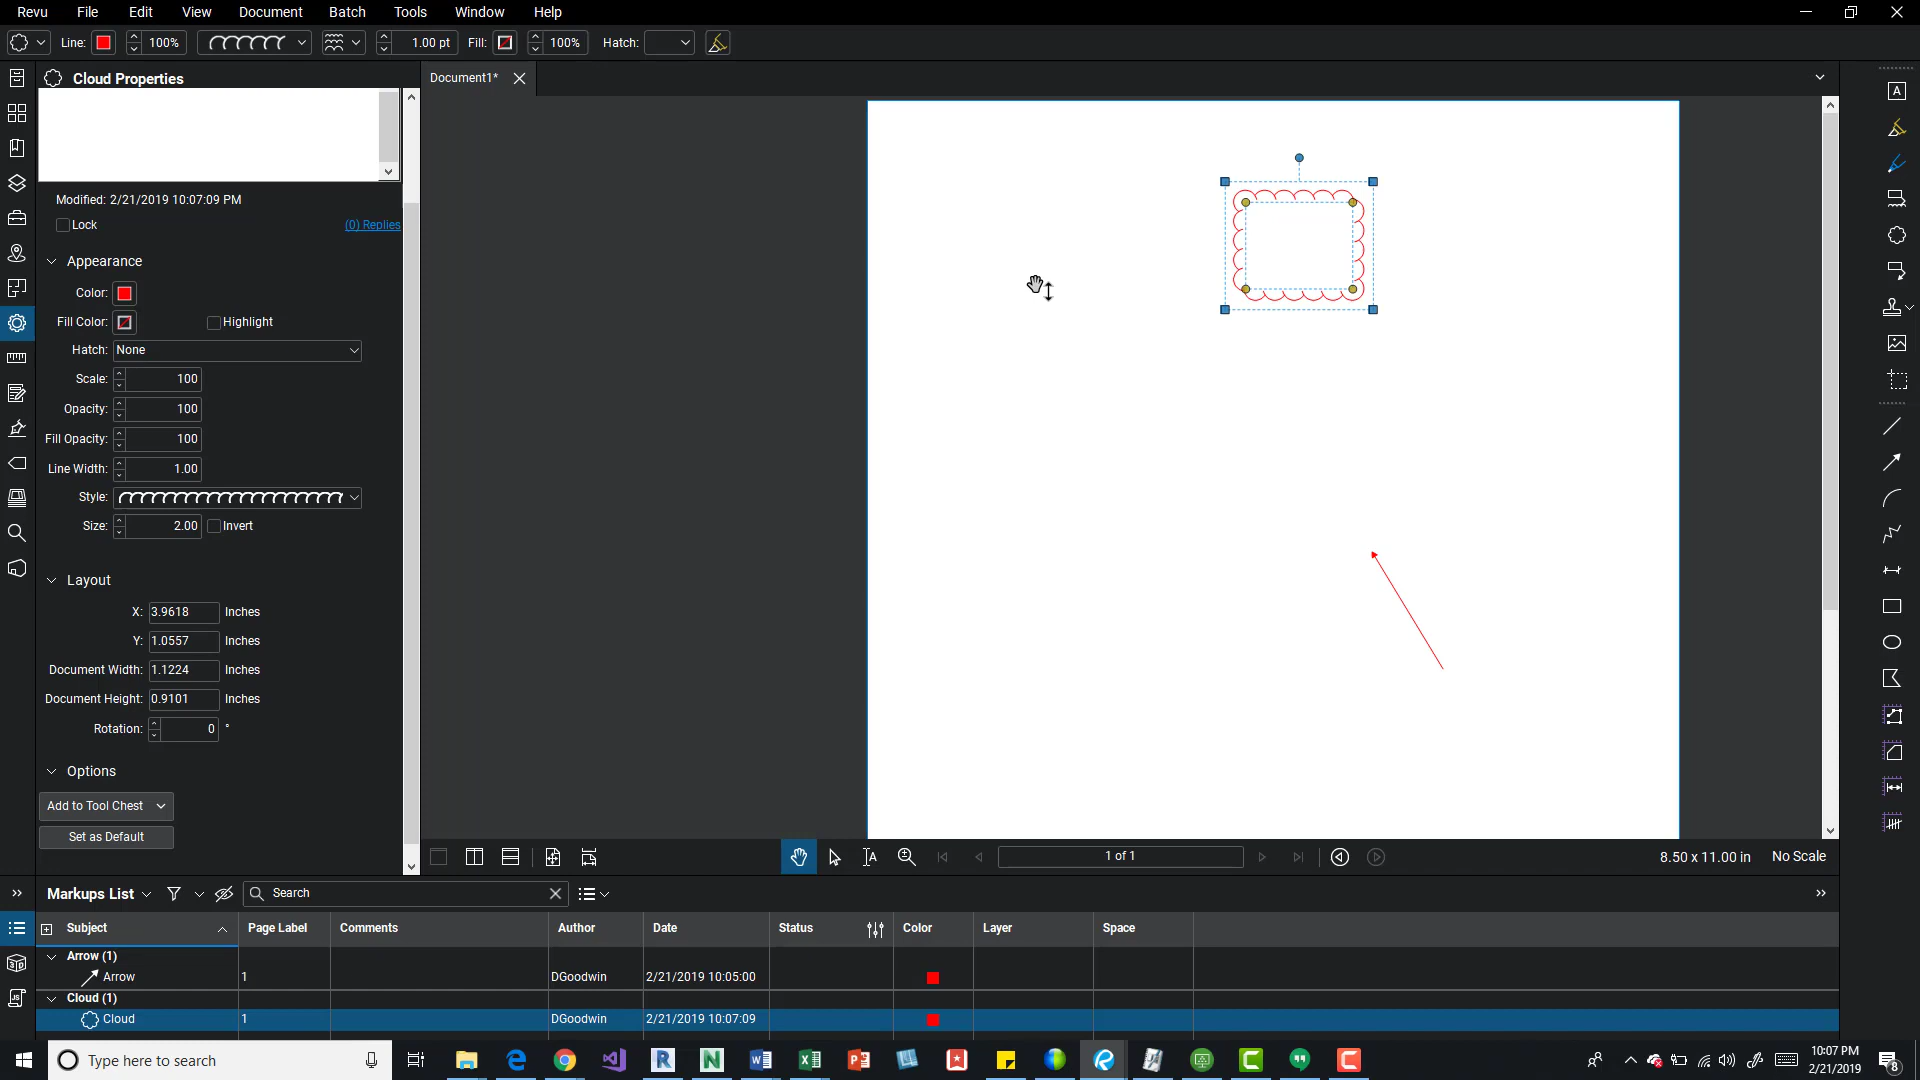 Revu File Edit View Document Batch Tools Window Help
Line: 100% 1.00 pt Fill: 100% Hatch:
Cloud Properties
Document1*
Modified: 2/21/2019 10:07:09 PM
Lock (0) Replies
Appearance
Color:
Fill Color: Highlight
Hatch: None
Scale: 100
Opacity: 100
Fill Opacity: 100
Line Width: 1.00
Style:
Size: 2.00 Invert
Layout
X: 3.9618 Inches
Y: 1.0557 Inches
Document Width: 1.1224 Inches
Document Height: 0.9101 Inches
Rotation: 0 °
Options
Add to Tool Chest
Set as Default
1 of 1 8.50 x 11.00 in No Scale
Markups List Search
Subject Page Label Comments Author Date Status Color Layer Space
Arrow (1)
Arrow 1 DGoodwin 2/21/2019 10:05:00
Cloud (1)
Cloud 1 DGoodwin 2/21/2019 10:07:09
Type here to search
10:07 PM
2/21/2019
8